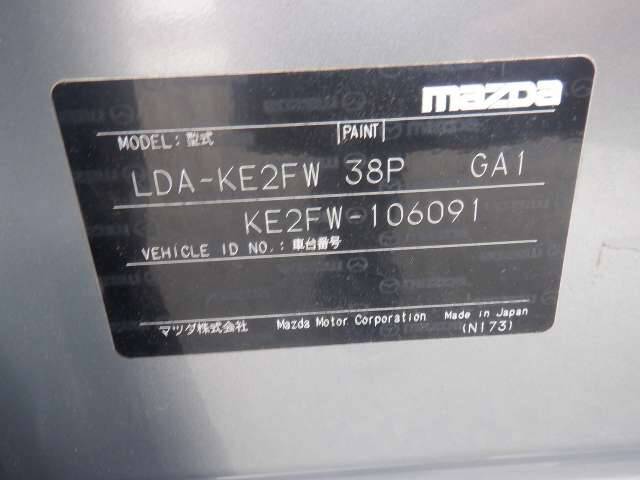 mazda
MODEL: 型式 PAINT
LDA-KE2FW 38P GA1
KE2FW-106091
VEHICLE ID NO.: 車台番号
マツダ株式会社 Mazda Motor Corporation Made in Japan
(N173)